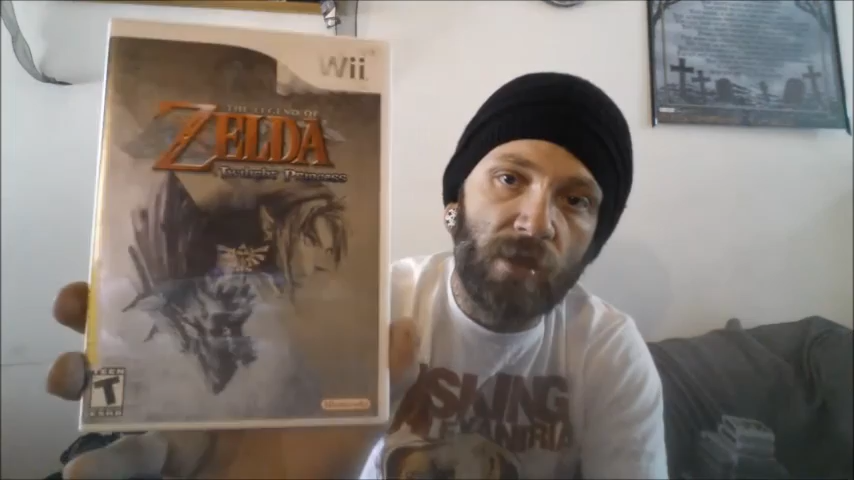 Wii
THE LEGEND OF
ZELDA
Twilight Princess
TEEN
T
ESRB
Nintendo
ASKING
ALEXANDRIA